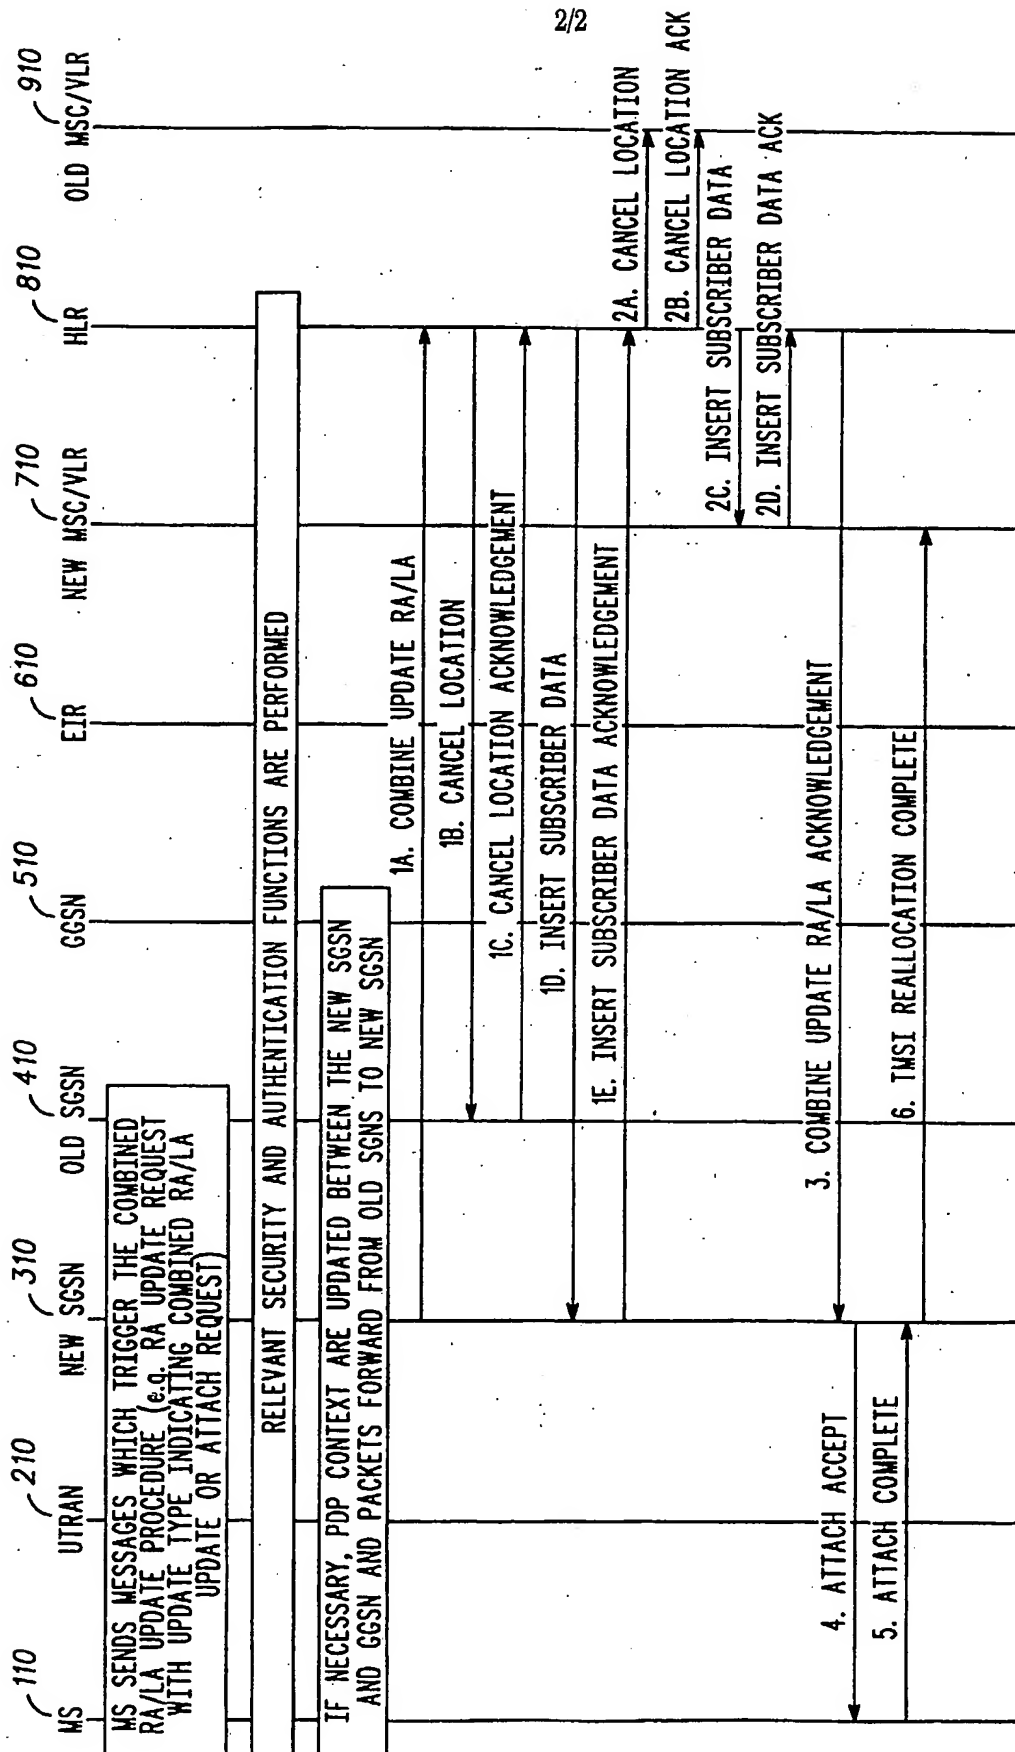 2/2
110
210
310
410
510
610
710
810
910
MS
UTRAN
NEW SGSN
OLD SGSN
GGSN
EIR
NEW MSC/VLR
HLR
OLD MSC/VLR
MS SENDS MESSAGES WHICH TRIGGER THE COMBINED
RA/LA UPDATE PROCEDURE (e.q. RA UPDATE REQUEST
WITH UPDATE TYPE INDICATING COMBINED RA/LA
UPDATE OR ATTACH REQUEST)
RELEVANT SECURITY AND AUTHENTICATION FUNCTIONS ARE PERFORMED
IF NECESSARY, PDP CONTEXT ARE UPDATED BETWEEN THE NEW SGSN
AND GGSN AND PACKETS FORWARD FROM OLD SGNS TO NEW SGSN
1A. COMBINE UPDATE RA/LA
1B. CANCEL LOCATION
1C. CANCEL LOCATION ACKNOWLEDGEMENT
1D. INSERT SUBSCRIBER DATA
1E. INSERT SUBSCRIBER DATA ACKNOWLEDGEMENT
2A. CANCEL LOCATION
2B. CANCEL LOCATION ACK
2C. INSERT SUBSCRIBER DATA
2D. INSERT SUBSCRIBER DATA ACK
3. COMBINE UPDATE RA/LA ACKNOWLEDGEMENT
4. ATTACH ACCEPT
5. ATTACH COMPLETE
6. TMSI REALLOCATION COMPLETE